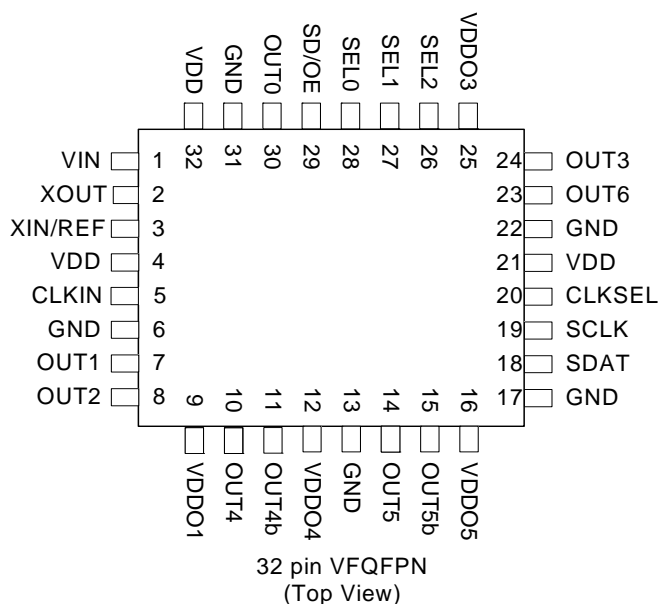 VDD
GND
OUT0
SD/OE
SEL0
SEL1
SEL2
VDDO3
32
31
30
29
28
27
26
25
VIN 1
XOUT 2
XIN/REF 3
VDD 4
CLKIN 5
GND 6
OUT1 7
OUT2 8
24 OUT3
23 OUT6
22 GND
21 VDD
20 CLKSEL
19 SCLK
18 SDAT
17 GND
9
10
11
12
13
14
15
16
VDDO1
OUT4
OUT4b
VDDO4
GND
OUT5
OUT5b
VDDO5
32 pin VFQFPN
(Top View)